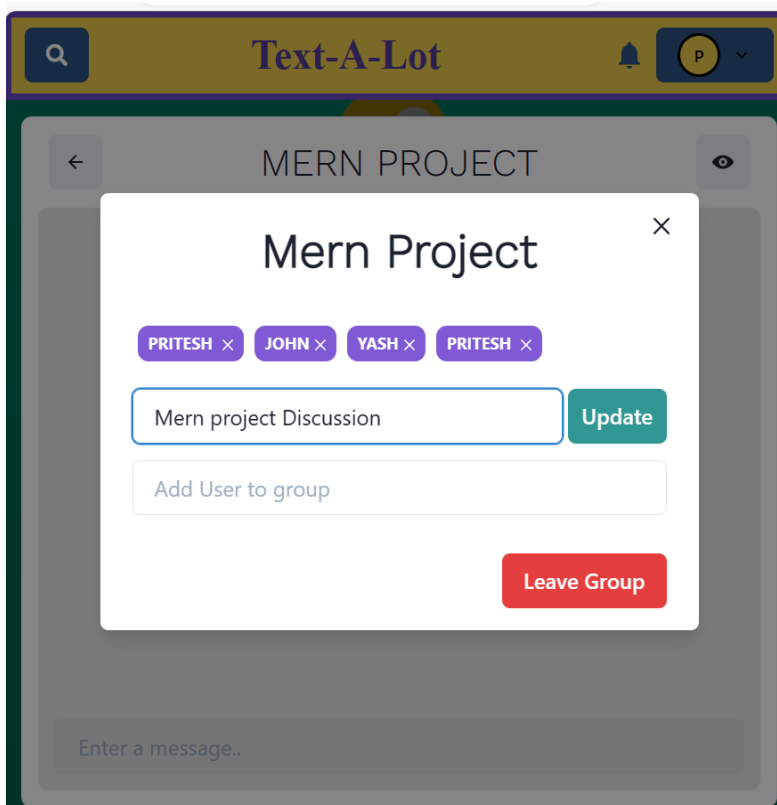 Text-A-Lot P
MERN PROJECT
Mern Project
PRITESH JOHN YASH PRITESH
Mern project Discussion Update
Add User to group
Leave Group
Enter a message..